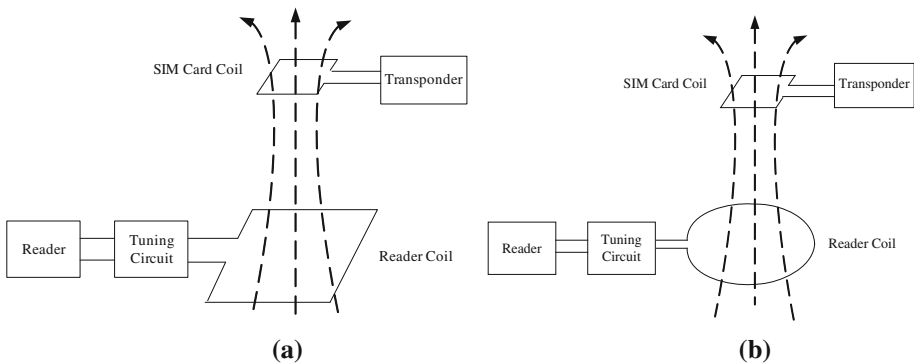 SIM Card Coil
Transponder
Reader
Tuning
Circuit
Reader Coil
(a)
SIM Card Coil
Transponder
Reader
Tuning
Circuit
Reader Coil
(b)